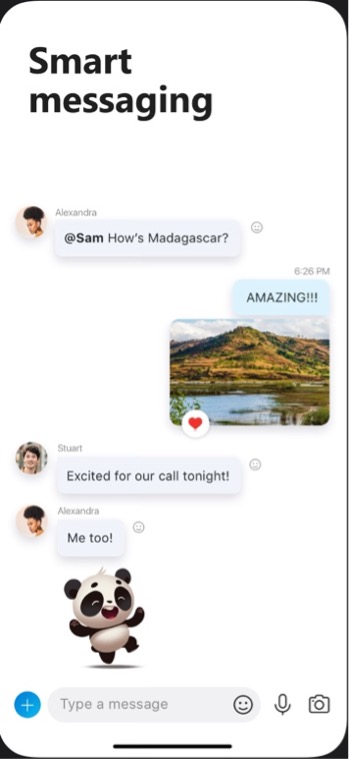 Smart
messaging
Alexandra
@Sam How's Madagascar?
6:26 PM
AMAZING!!!
Stuart
Excited for our call tonight!
Alexandra
Me too!
Type a message